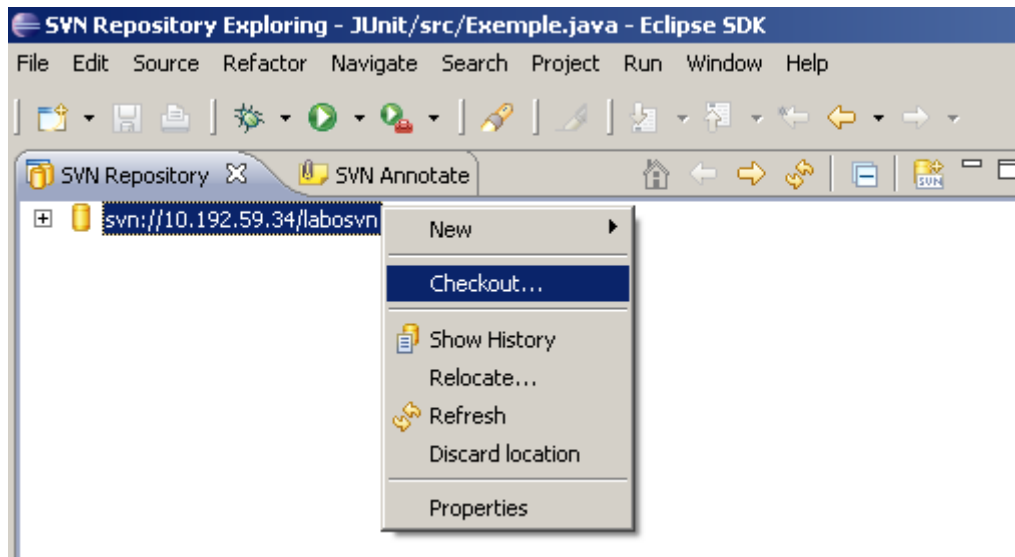 SVN Repository Exploring - JUnit/src/Exemple.java - Eclipse SDK
File Edit Source Refactor Navigate Search Project Run Window Help
SVN Repository SVN Annotate SVN
svn://10.192.59.34/labosvn
New
Checkout...
Show History
Relocate...
Refresh
Discard location
Properties